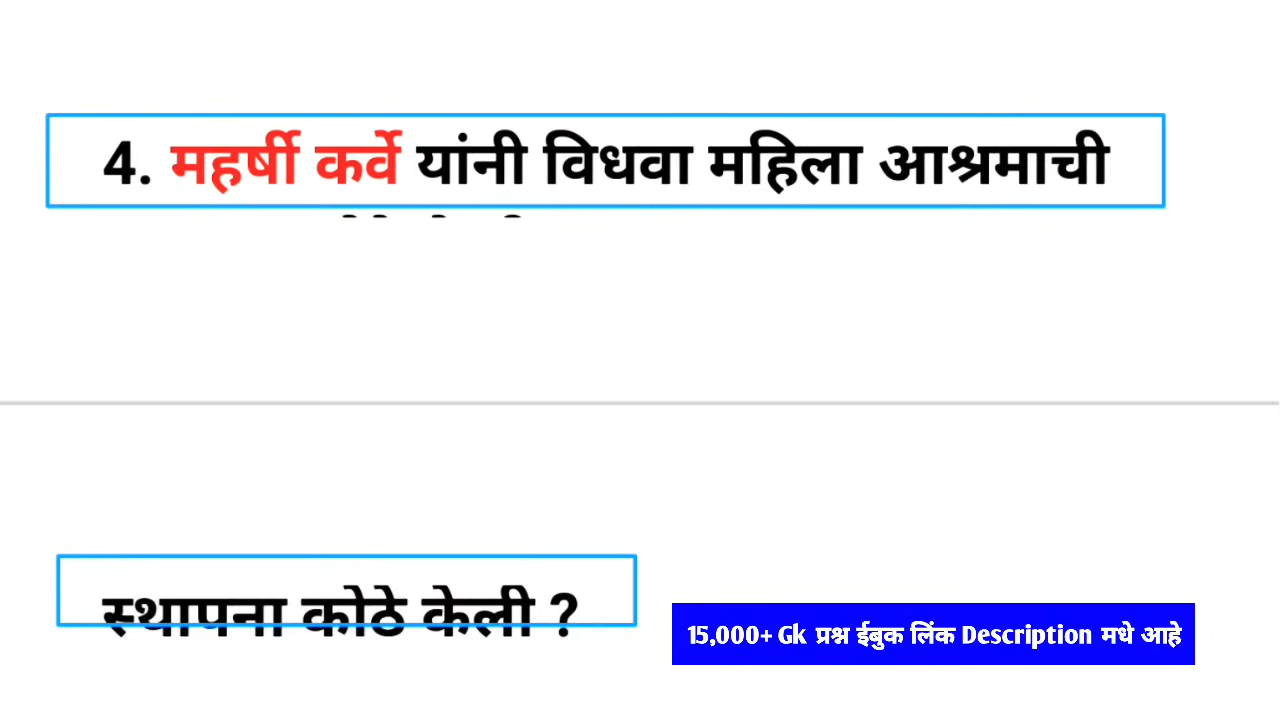 4. महर्षी कर्वे यांनी विधवा महिला आश्रमाची
स्थापना कोठे केली ?
15,000+ Gk प्रश्न ईबुक लिंक Description मधे आहे